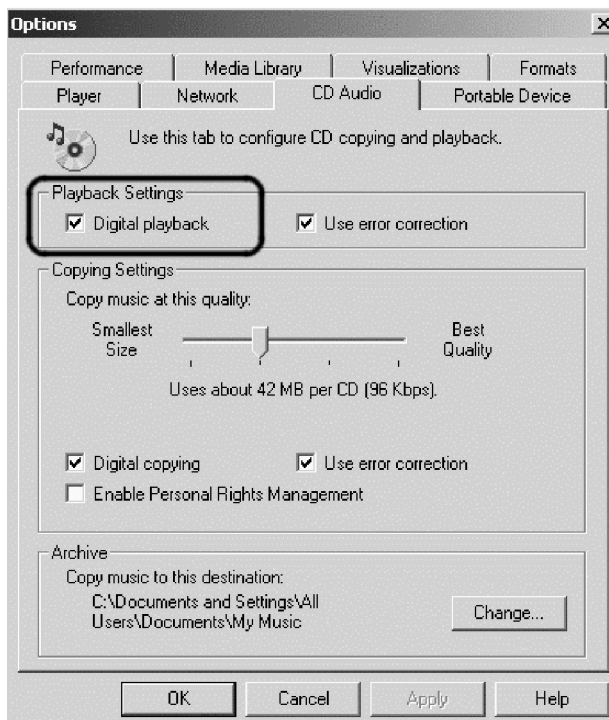 Options
Performance Media Library Visualizations Formats
Player Network CD Audio Portable Device
Use this tab to configure CD copying and playback.
Playback Settings
Digital playback Use error correction
Copying Settings
Copy music at this quality:
Smallest Best
Size Quality
Uses about 42 MB per CD (96 Kbps).
Digital copying Use error correction
Enable Personal Rights Management
Archive
Copy music to this destination:
C:\Documents and Settings\All
Users\Documents\My Music
Change...
OK Cancel Apply Help